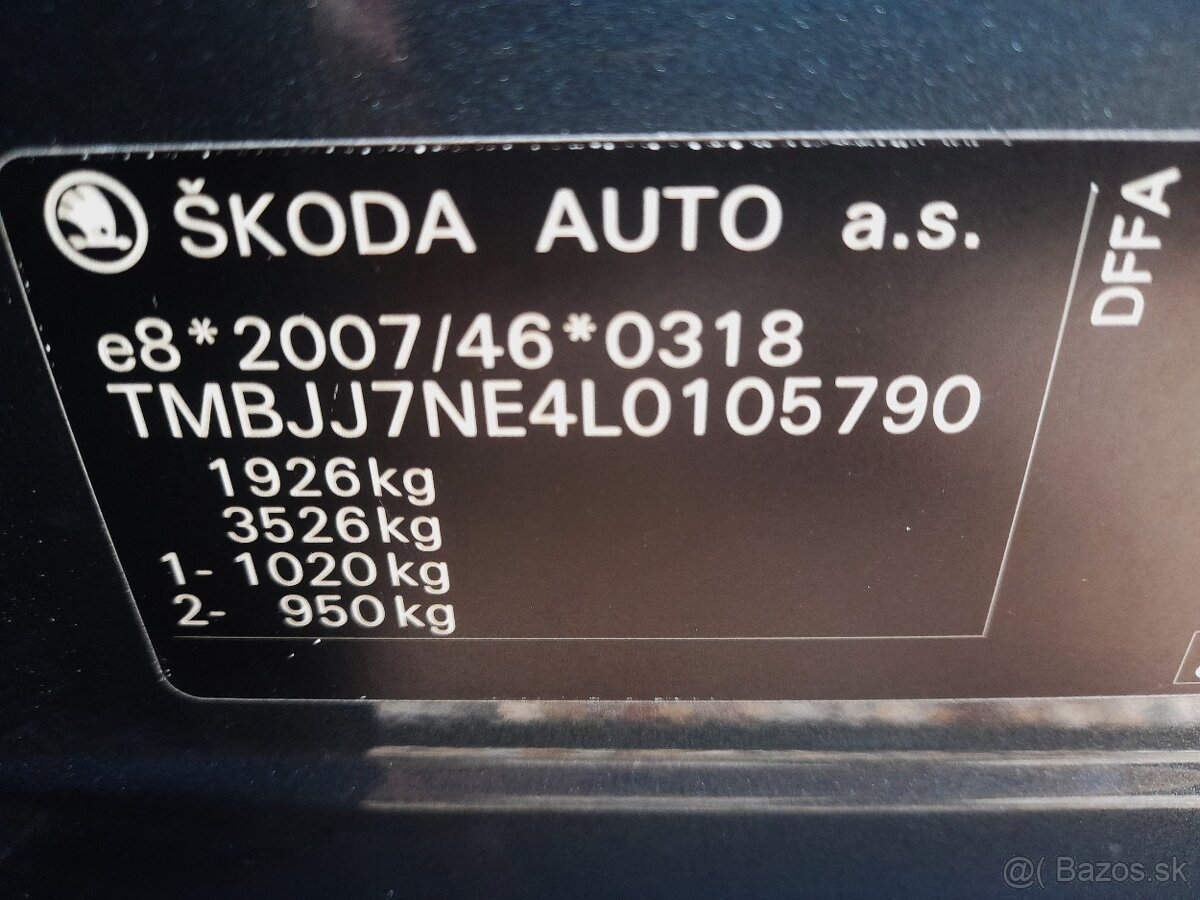 ŠKODA AUTO a.s.
DFFA
e8*2007/46*0318
TMBJJ7NE4L0105790
1926kg
3526kg
1- 1020kg
2- 950kg
@( Bazos.sk